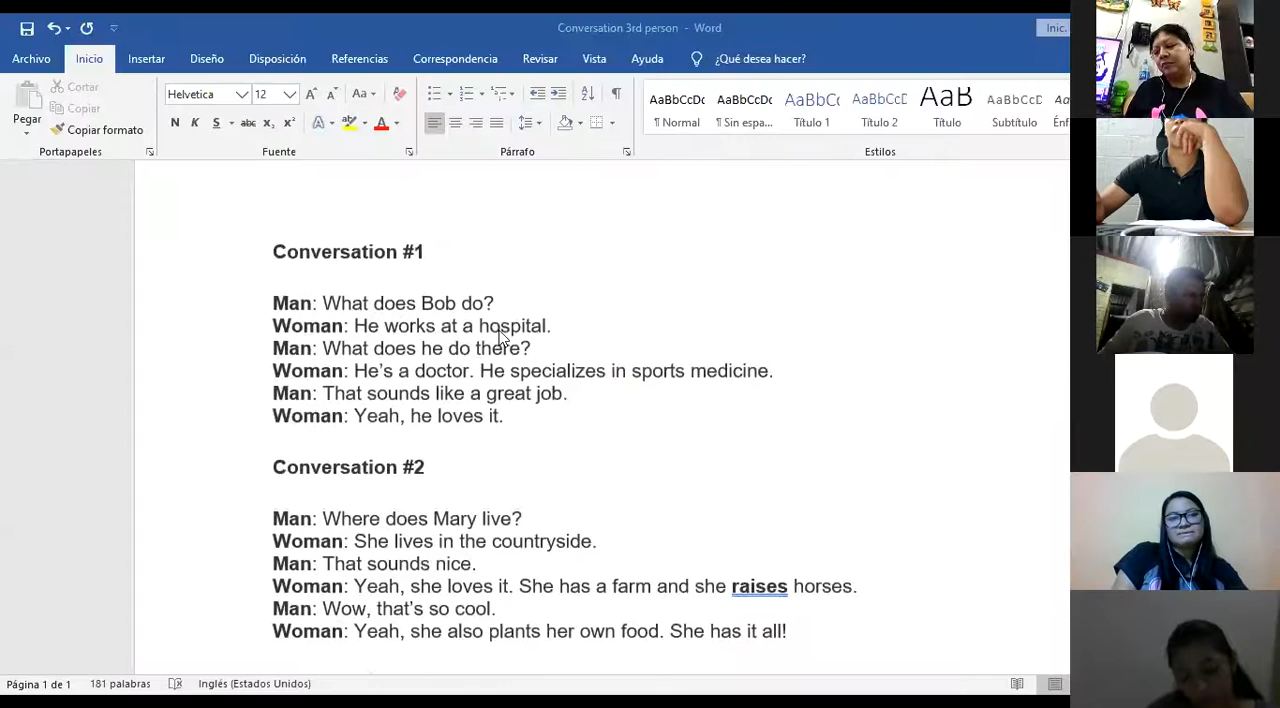 Conversation 3rd person - Word
Inic.
Archivo Inicio Insertar Diseño Disposición Referencias Correspondencia Revisar Vista Ayuda ¿Qué desea hacer?
Pegar
Cortar
Copiar
Copiar formato
Portapapeles
Helvetica 12
Aa
N K S abc x₂ x²
A A
Fuente
Párrafo
AaBbCcDc AaBbCcDc AaBbCc AaBbCcD AaB AaBbCcD
¶ Normal ¶ Sin espa... Título 1 Título 2 Título Subtítulo
Estilos
Conversation #1
Man: What does Bob do?
Woman: He works at a hospital.
Man: What does he do there?
Woman: He’s a doctor. He specializes in sports medicine.
Man: That sounds like a great job.
Woman: Yeah, he loves it.
Conversation #2
Man: Where does Mary live?
Woman: She lives in the countryside.
Man: That sounds nice.
Woman: Yeah, she loves it. She has a farm and she raises horses.
Man: Wow, that’s so cool.
Woman: Yeah, she also plants her own food. She has it all!
Página 1 de 1 181 palabras Inglés (Estados Unidos)